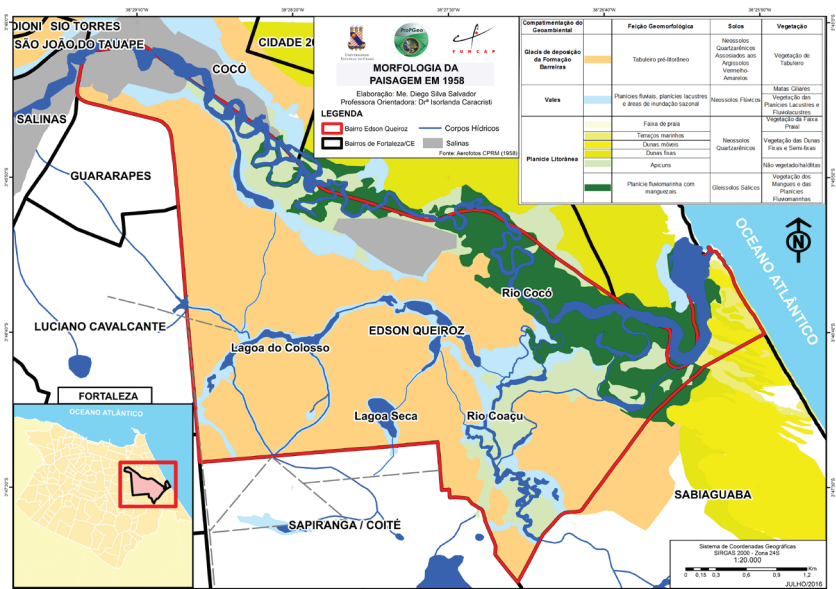 DIONI
SIO TORRES
SÃO JOÃO DO TAUAPE
CIDADE 20
COCÓ
SALINAS
GUARARAPES
LUCIANO CAVALCANTE
Lagoa do Colosso
EDSON QUEIROZ
Rio Cocó
Lagoa Seca
Rio Coaçu
SAPIRANGA / COITÉ
SABIAGUABA
OCEANO ATLÂNTICO
N
ProPGeo
FUNCAP
MORFOLOGIA DA
PAISAGEM EM 1958
Elaboração: Me. Diego Silva Salvador
Professora Orientadora: Drª Isorlanda Caracristi
LEGENDA
Bairro Edson Queiroz
Corpos Hídricos
Bairros de Fortaleza/CE
Salinas
Fonte: Aerofotos CPRM (1958)
Compatimentação do
Geoambiental
Feição Geomorfológica
Solos
Vegetação
Glacis de deposição
da Formação
Barreiras
Tabuleiro pré-litorâneo
Neossolos
Quartzarênicos
Associados aos
Argissolos
Vermelho-
Amarelos
Vegetação de
Tabuleiro
Vales
Planícies fluviais, planícies lacustres
e áreas de inundação sazonal
Neossolos Flúvicos
Matas Ciliares
Vegetação das
Planícies Lacustres e
Fluviolacustres
Planície Litorânea
Faixa de praia
Terraços marinhos
Dunas móveis
Dunas fixas
Apicuns
Planície fluviomarinha com
manguezais
Neossolos
Quartzarênicos
Gleissolos Sálicos
Vegetação da Faixa
Praial
Vegetação das Dunas
Fixas e Semi-fixas
Não vegetado/halófitas
Vegetação dos
Mangues e das
Planícies
Fluviomarinhas
FORTALEZA
OCEANO ATLÂNTICO
Sistema de Coordenadas Geográficas
SIRGAS 2000 - Zona 24S
1:20.000
0 0,15 0,3 0,6 0,9 1,2
Km
JULHO/2016